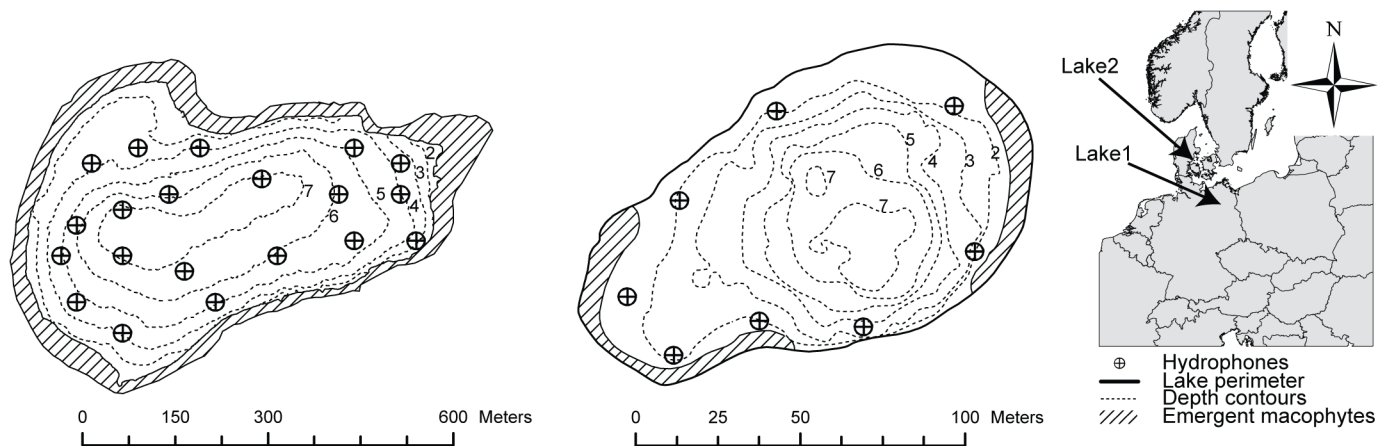 2
3
4
5
6
7
0 150 300 600 Meters
2
3
4
5
6
7
7
0 25 50 100 Meters
N
Lake2
Lake1
Hydrophones
Lake perimeter
Depth contours
Emergent macophytes